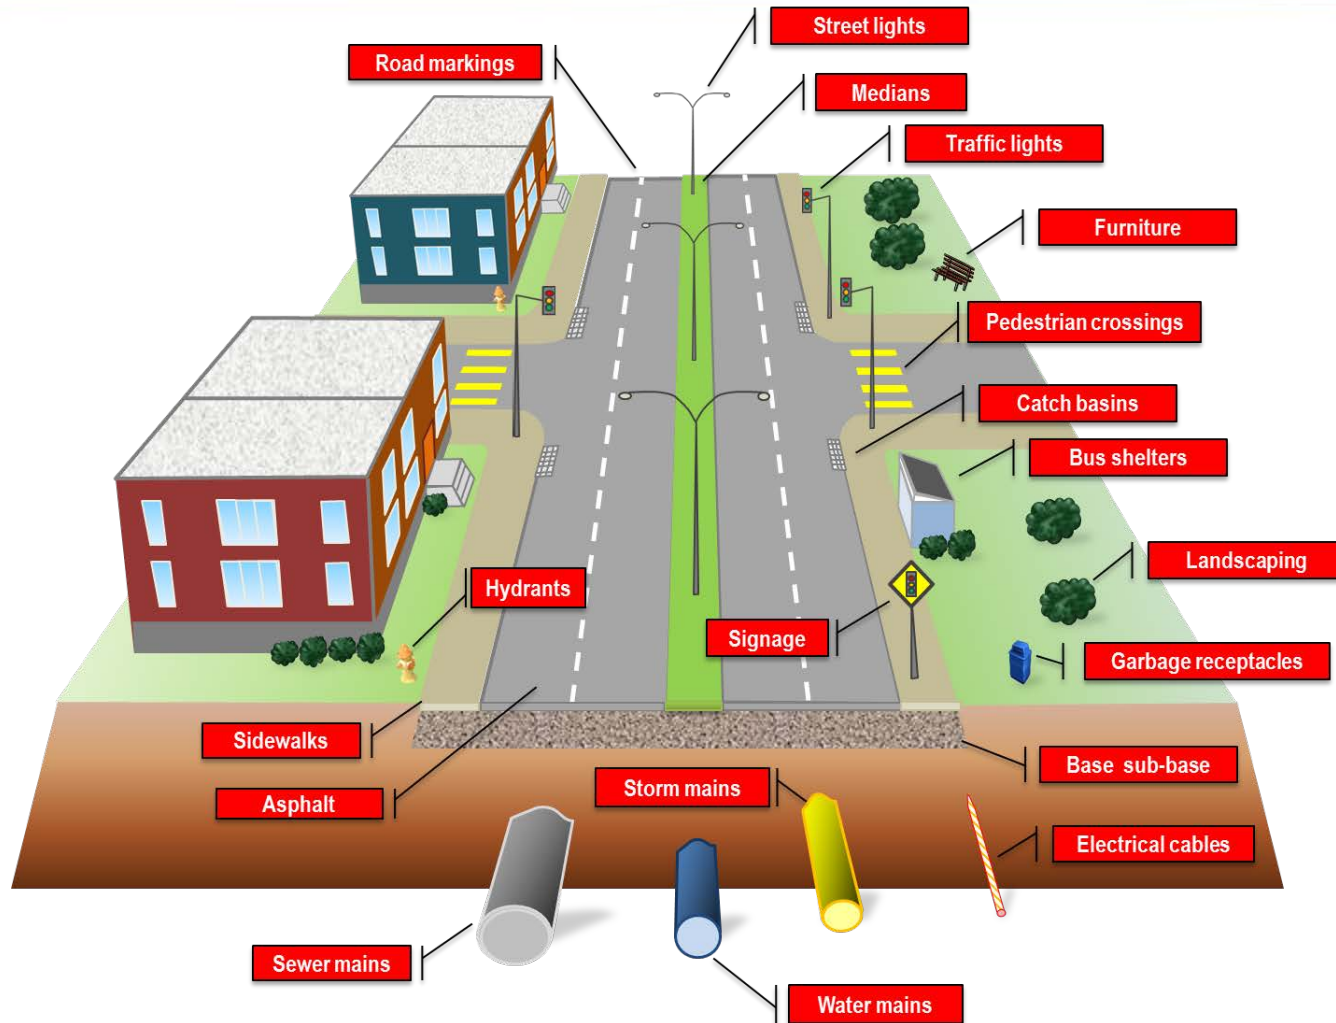 Street lights
Road markings
Medians
Traffic lights
Furniture
Pedestrian crossings
Catch basins
Bus shelters
Landscaping
Hydrants
Signage
Garbage receptacles
Sidewalks
Base sub-base
Storm mains
Asphalt
Electrical cables
Sewer mains
Water mains